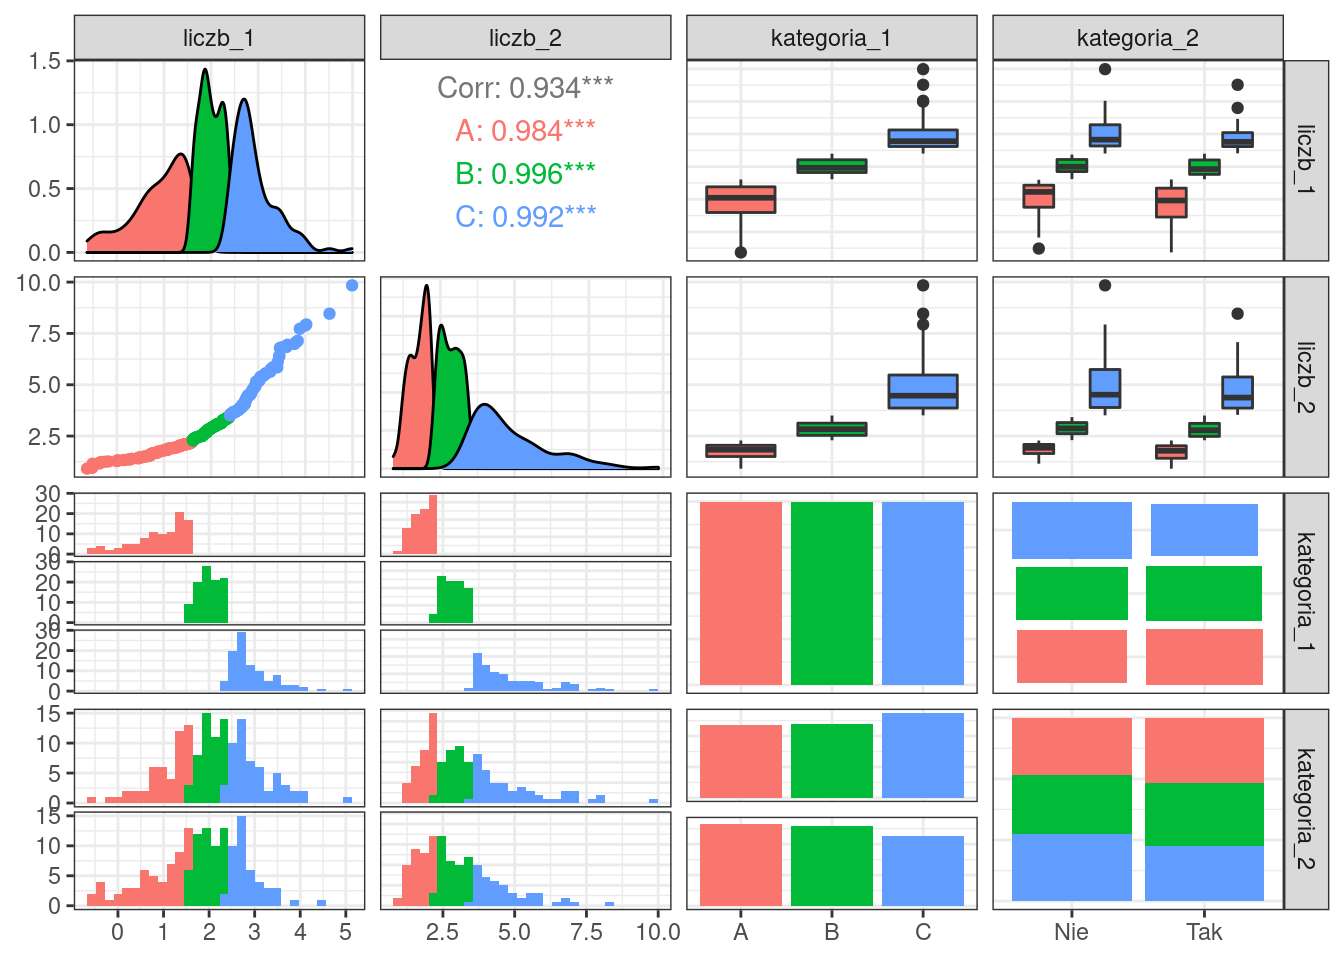 liczb_1
liczb_2
kategoria_1
kategoria_2
1.5
1.0
0.5
0.0
Corr: 0.934***
A: 0.984***
B: 0.996***
C: 0.992***
liczb_1
10.0
7.5
5.0
2.5
liczb_2
30
20
10
0
30
20
10
0
30
20
10
0
kategoria_1
15
10
5
0
15
10
5
0
kategoria_2
0 1 2 3 4 5
2.5 5.0 7.5 10.0
A B C
Nie Tak